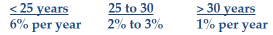 < 25 years 25 to 30 > 30 years
6% per year 2% to 3% 1% per year